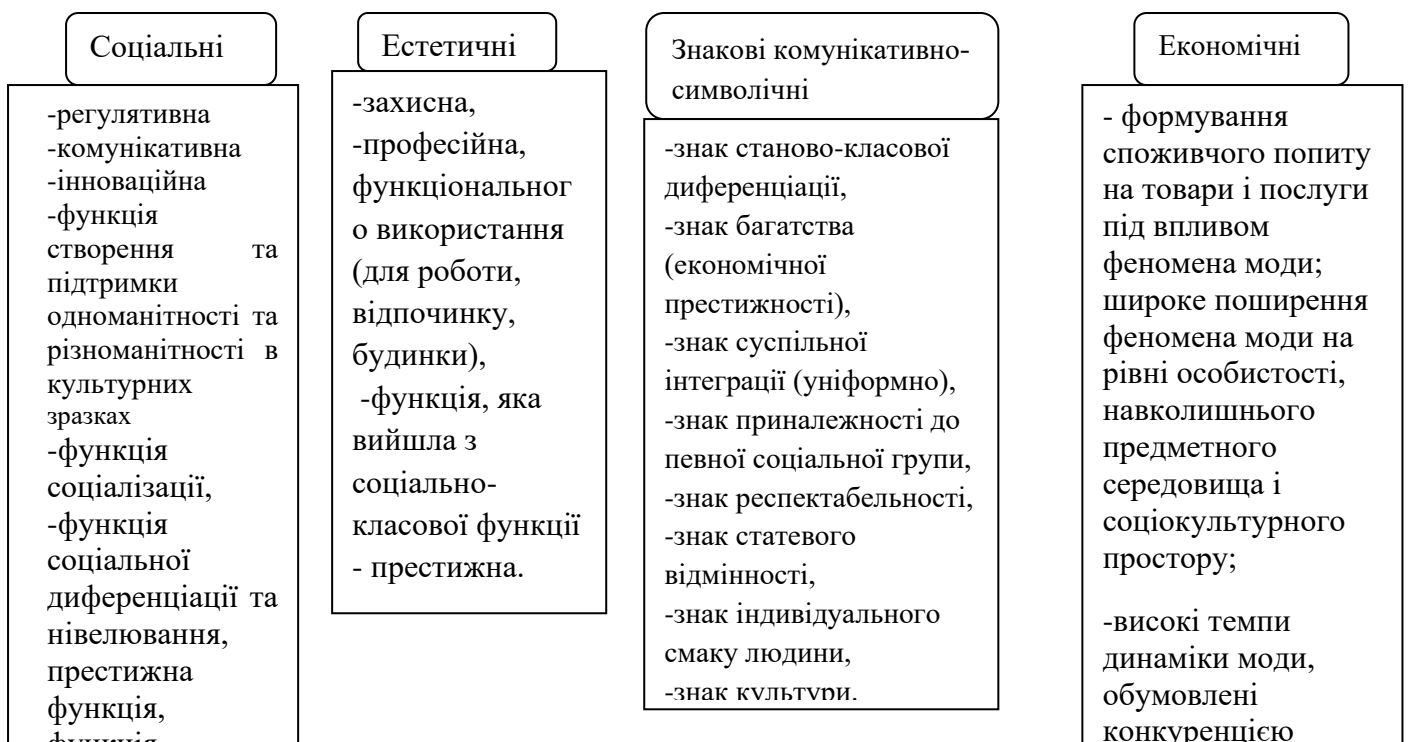 Соціальні
-регулятивна
-комунікативна
-інноваційна
-функція
створення та
підтримки
одноманітності та
різноманітності в
культурних
зразках
-функція
соціалізації,
-функція
соціальної
диференціації та
нівелювання,
престижна
функція,
функція
Естетичні
-захисна,
-професійна,
функціональног
о використання
(для роботи,
відпочинку,
будинки),
-функція, яка
вийшла з
соціально-
класової функції
- престижна.
Знакові комунікативно-
символічні
-знак станово-класової
диференціації,
-знак багатства
(економічної
престижності),
-знак суспільної
інтеграції (уніформно),
-знак приналежності до
певної соціальної групи,
-знак респектабельності,
-знак статевого
відмінності,
-знак індивідуального
смаку людини,
-знак культури.
Економічні
- формування
споживчого попиту
на товари і послуги
під впливом
феномена моди;
широке поширення
феномена моди на
рівні особистості,
навколишнього
предметного
середовища і
соціокультурного
простору;
-високі темпи
динаміки моди,
обумовлені
конкуренцією